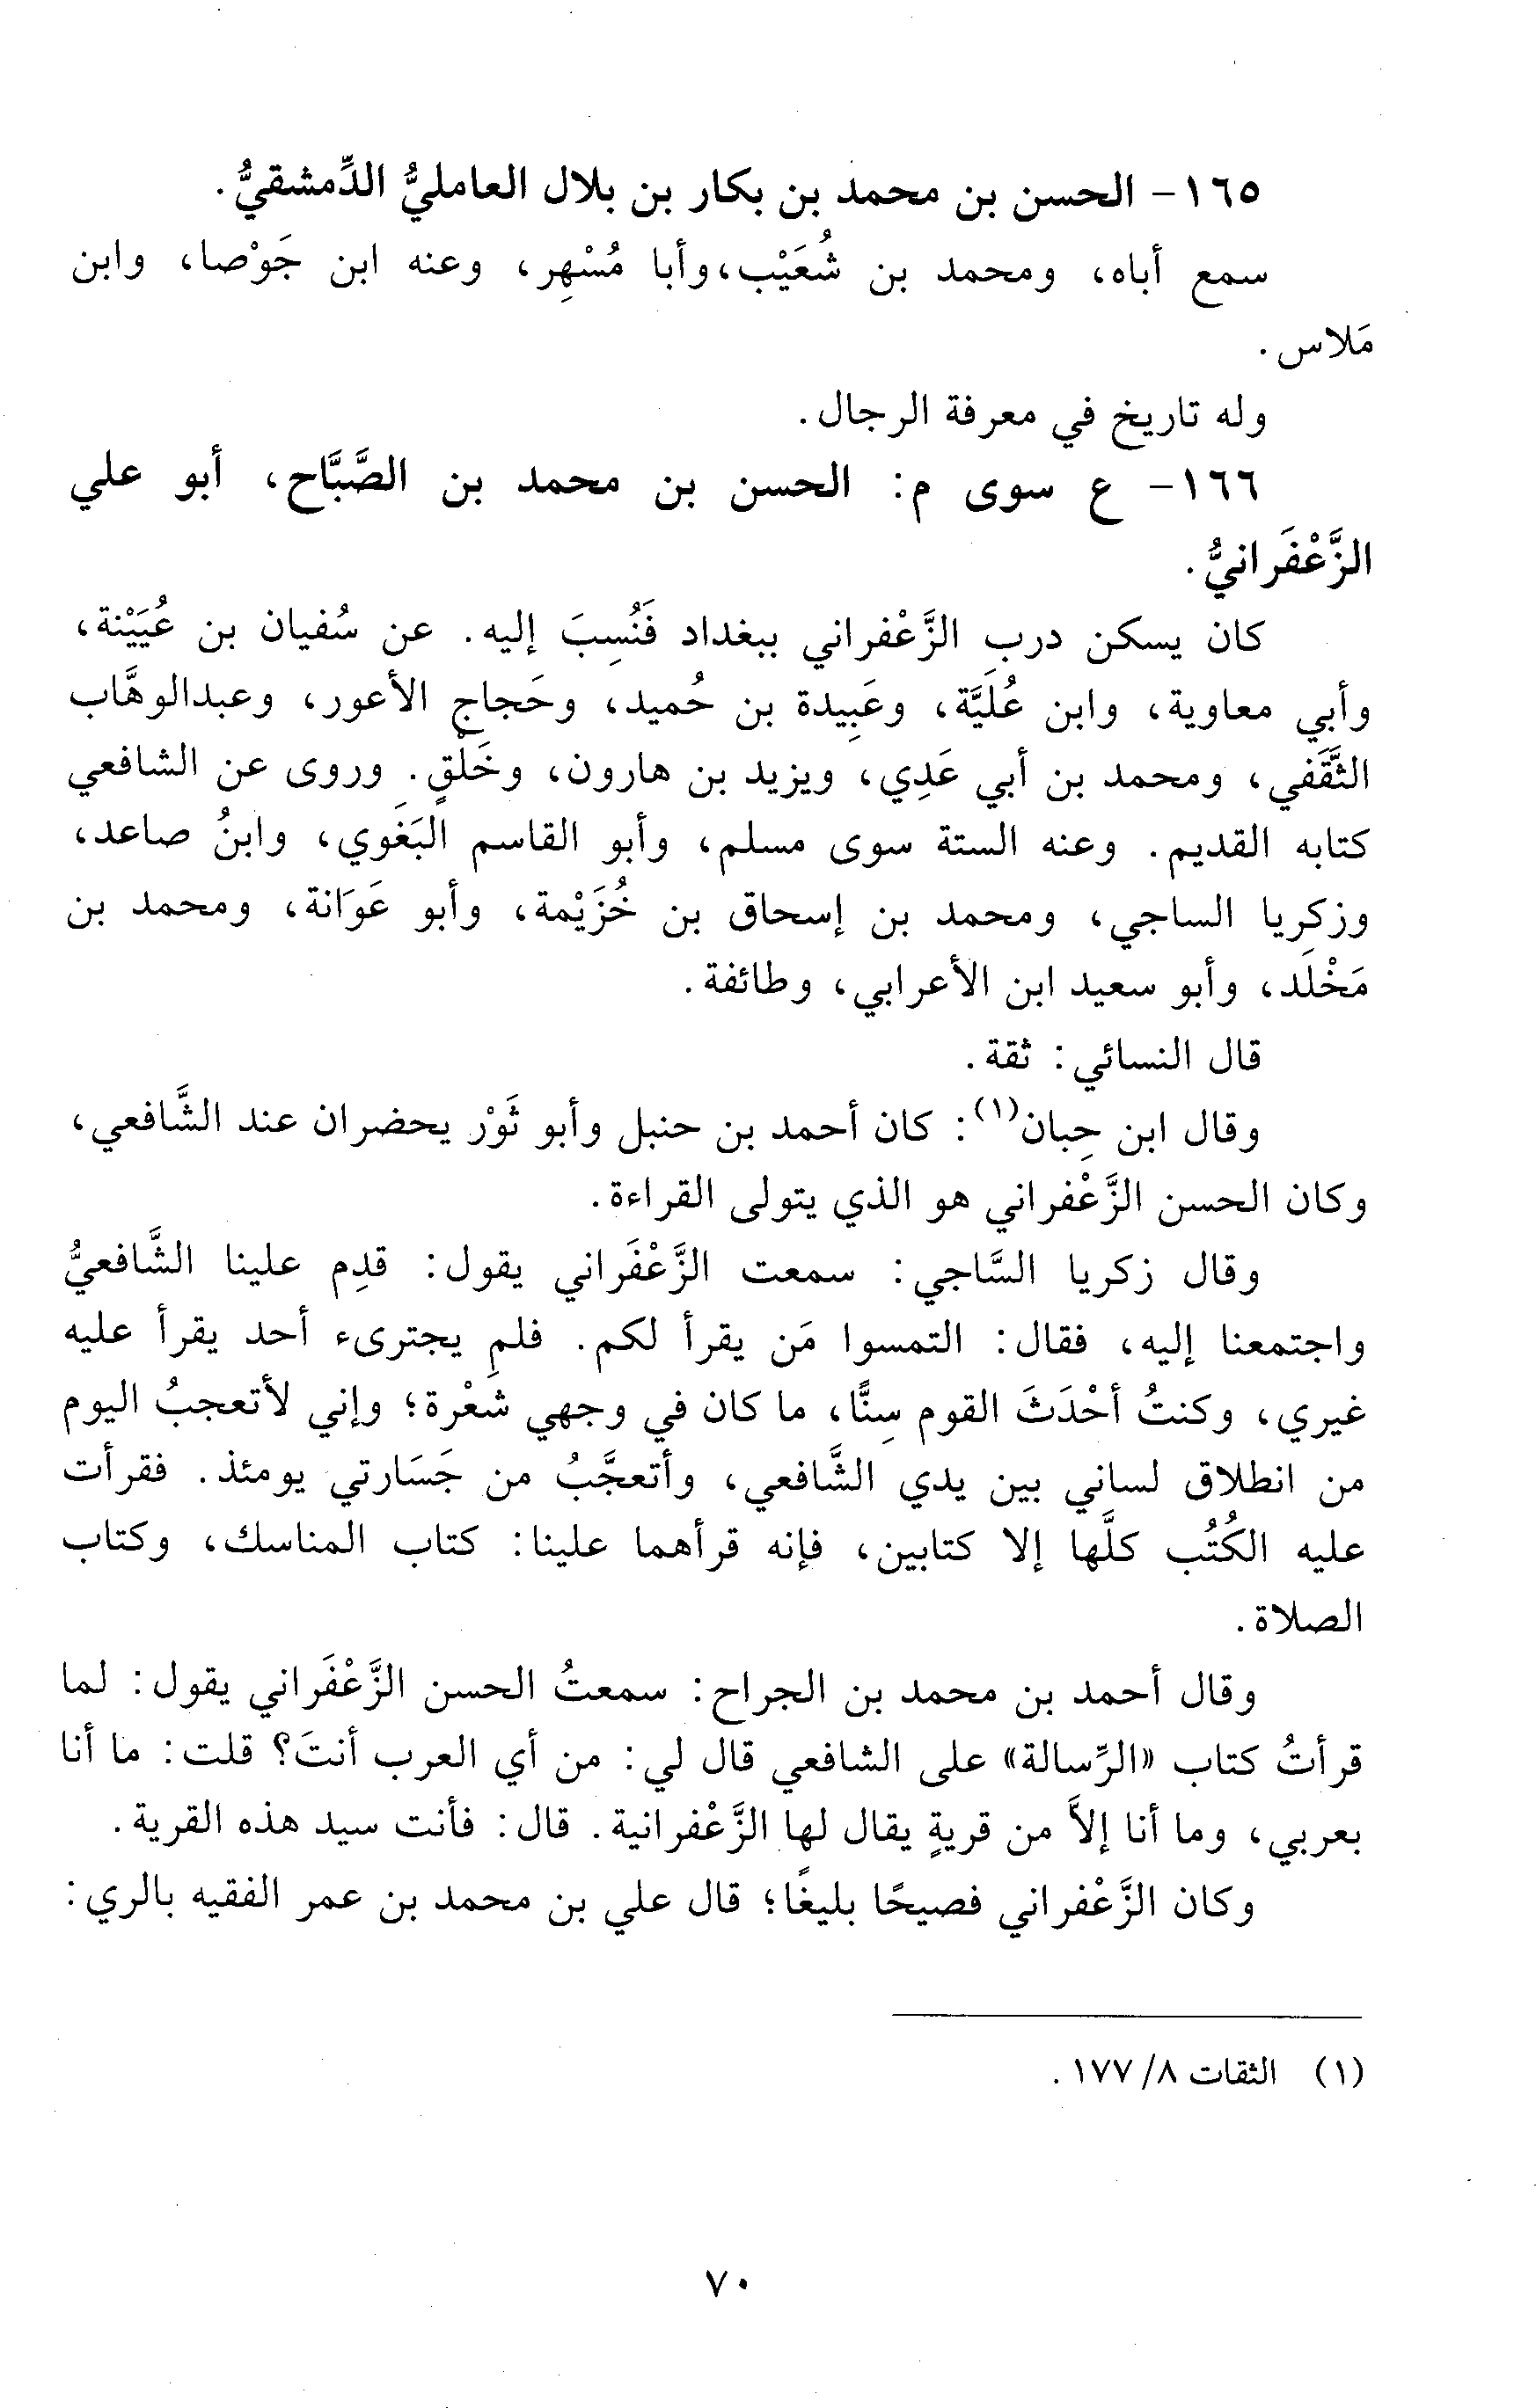 ١٦٥- الحسن بن محمد بن بكار بن بلال العامليُّ الدِّمشقيُّ.
سمع أباه، ومحمد بن شُعَيْب،وأبا مُسْهِر، وعنه ابن جَوْصا، وابن
مَلاس.
وله تاريخ في معرفة الرجال.
١٦٦- ع سوى م: الحسن بن محمد بن الصَّبَّاح، أبو علي
الزَّعْفَرانيُّ.
كان يسكن درب الزَّعْفراني ببغداد فَنُسِبَ إليه. عن سُفيان بن عُيَيْنة،
وأبي معاوية، وابن عُلَيَّة، وعَبِيدة بن حُميد، وحَجاج الأعور، وعبدالوهَّاب
الثَّقَفي، ومحمد بن أبي عَدِي، ويزيد بن هارون، وخَلْقٍ. وروى عن الشافعي
كتابه القديم. وعنه الستة سوى مسلم، وأبو القاسم البَغَوي، وابنُ صاعد،
وزكريا الساجي، ومحمد بن إسحاق بن خُزَيْمة، وأبو عَوَانة، ومحمد بن
مَخْلَد، وأبو سعيد ابن الأعرابي، وطائفة.
قال النسائي: ثقة.
وقال ابن حِبان(١): كان أحمد بن حنبل وأبو ثَوْر يحضران عند الشَّافعي،
وكان الحسن الزَّعْفراني هو الذي يتولى القراءة.
وقال زكريا السَّاجي: سمعت الزَّعْفَراني يقول: قدِم علينا الشَّافعيُّ
واجتمعنا إليه، فقال: التمسوا مَن يقرأ لكم. فلم يجترىء أحد يقرأ عليه
غيري، وكنتُ أحْدَثَ القوم سِنًّا، ما كان في وجهي شعْرة؛ وإني لأتعجبُ اليوم
من انطلاق لساني بين يدي الشَّافعي، وأتعجَّبُ من جَسَارتي يومئذ. فقرأت
عليه الكُتُب كلَّها إلا كتابين، فإنه قرأهما علينا: كتاب المناسك، وكتاب
الصلاة.
وقال أحمد بن محمد بن الجراح: سمعتُ الحسن الزَّعْفَراني يقول: لما
قرأتُ كتاب «الرِّسالة» على الشافعي قال لي: من أي العرب أنتَ؟ قلت: ما أنا
بعربي، وما أنا إلاَّ من قريةٍ يقال لها الزَّعْفرانية. قال: فأنت سيد هذه القرية.
وكان الزَّعْفراني فصيحًا بليغًا؛ قال علي بن محمد بن عمر الفقيه بالري:
(١) الثقات ٨/ ١٧٧.
٧٠